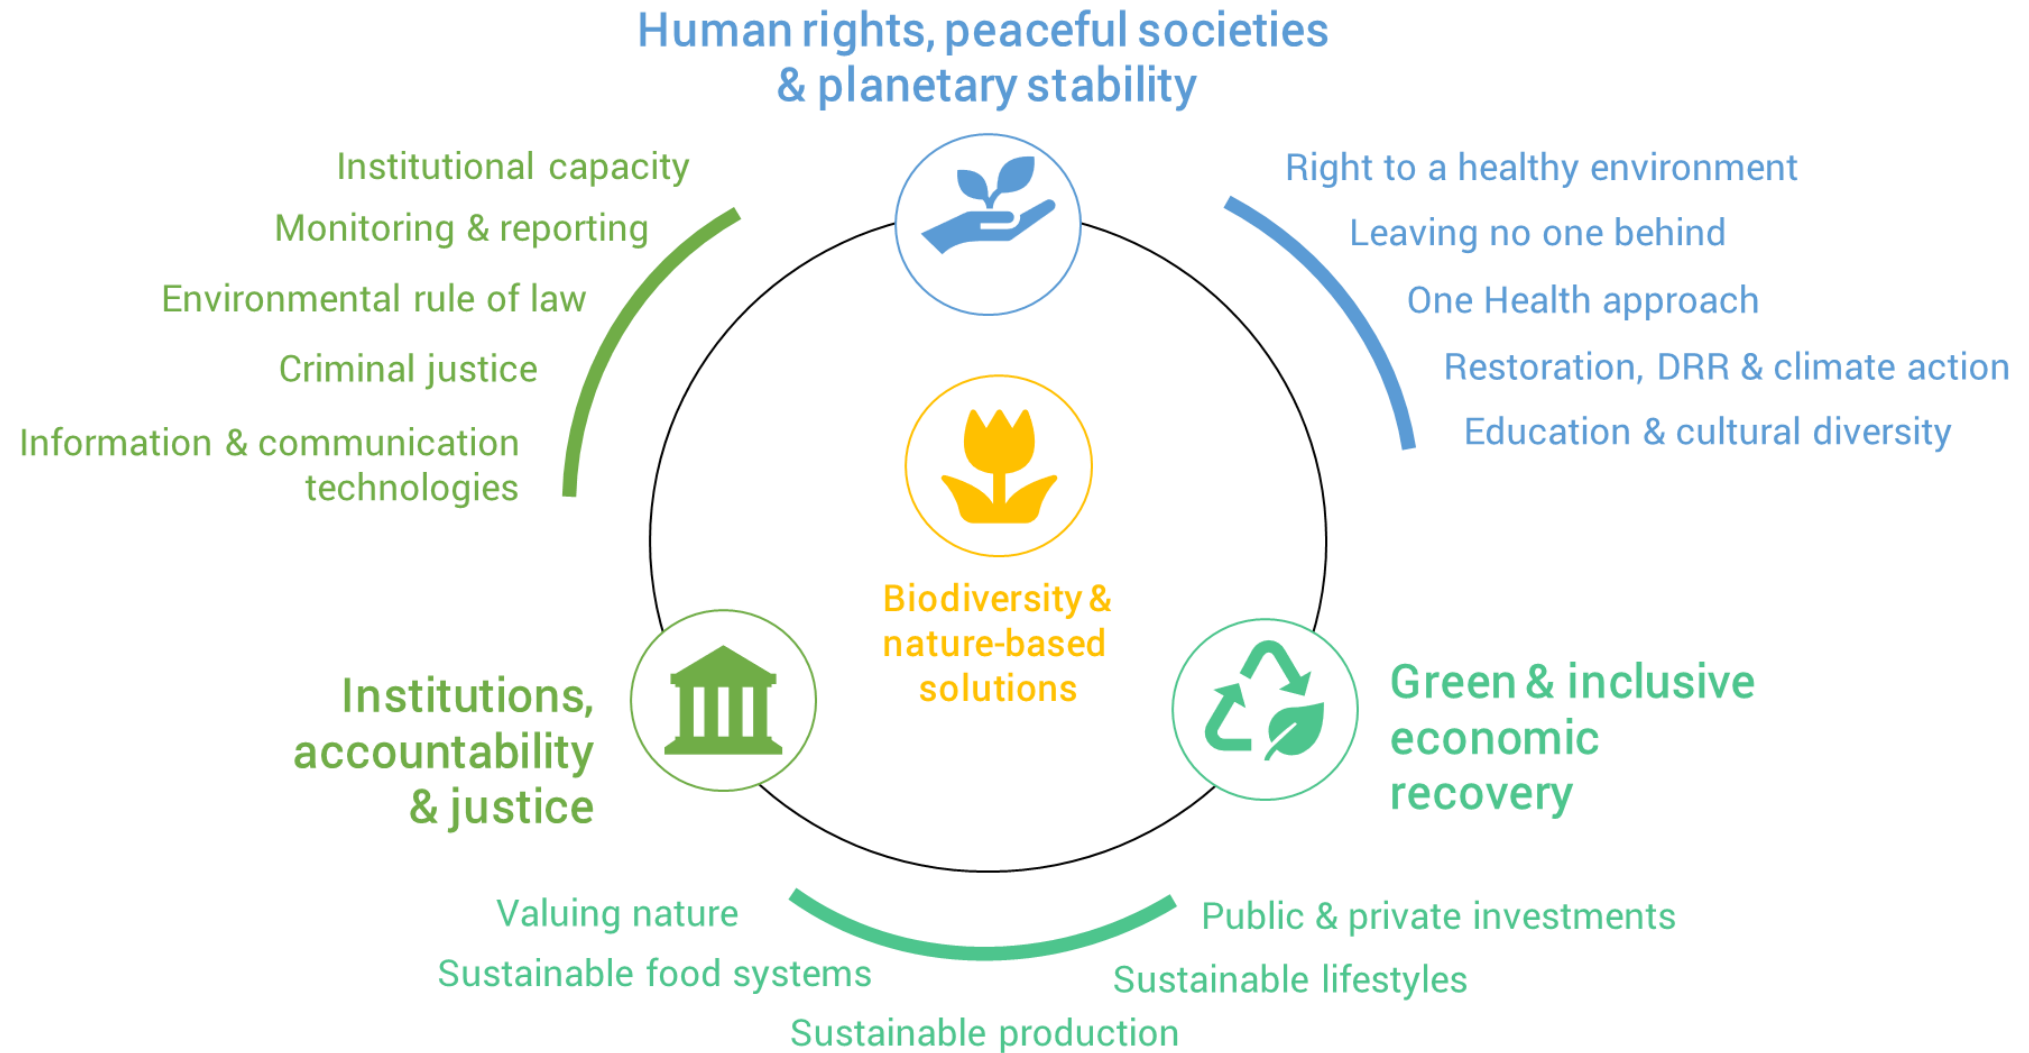 Human rights, peaceful societies
& planetary stability
Institutional capacity
Monitoring & reporting
Environmental rule of law
Criminal justice
Information & communication
technologies
Right to a healthy environment
Leaving no one behind
One Health approach
Restoration, DRR & climate action
Education & cultural diversity
Biodiversity &
nature-based
solutions
Institutions,
accountability
& justice
Green & inclusive
economic
recovery
Valuing nature
Sustainable food systems
Sustainable production
Public & private investments
Sustainable lifestyles